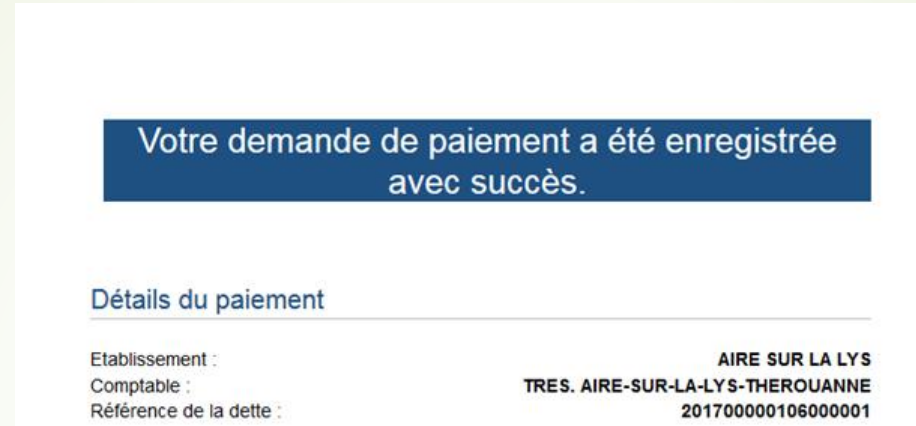 Votre demande de paiement a été enregistrée
avec succès.
Détails du paiement
Etablissement : AIRE SUR LA LYS
Comptable : TRES. AIRE-SUR-LA-LYS-THEROUANNE
Référence de la dette : 201700000106000001